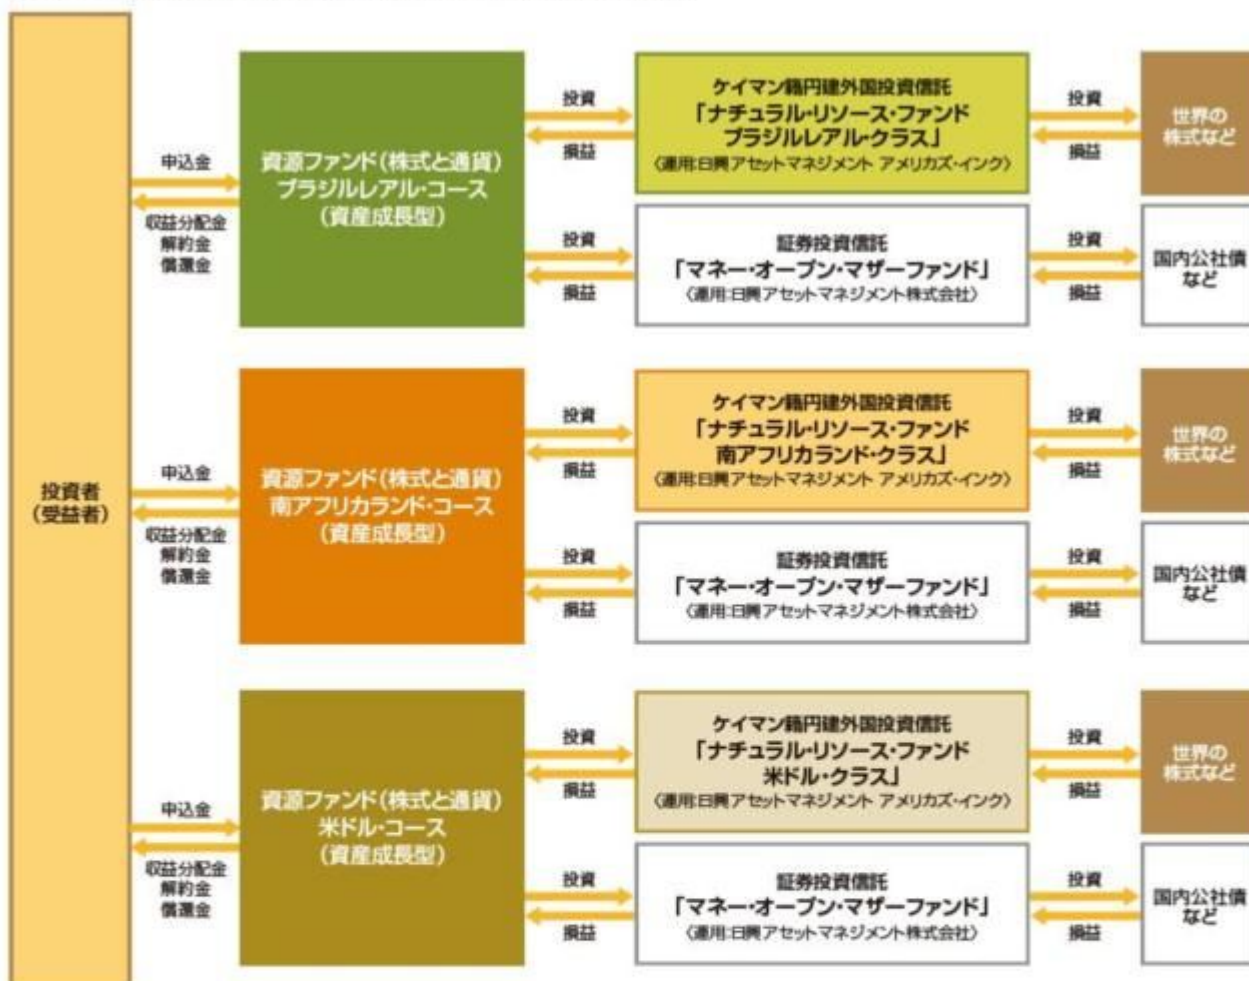 投資者
(受益者)
申込金
収益分配金
解約金
償還金
資源ファンド(株式と通貨)
ブラジルレアル・コース
(資産成長型)
投資
損益
ケイマン籍円建外国投資信託
「ナチュラル・リソース・ファンド
ブラジルレアル・クラス」
〈運用:日興アセットマネジメント アメリカズ・インク〉
投資
損益
世界の
株式など
投資
損益
証券投資信託
「マネー・オープン・マザーファンド」
〈運用:日興アセットマネジメント株式会社〉
投資
損益
国内公社債
など
申込金
収益分配金
解約金
償還金
資源ファンド(株式と通貨)
南アフリカランド・コース
(資産成長型)
投資
損益
ケイマン籍円建外国投資信託
「ナチュラル・リソース・ファンド
南アフリカランド・クラス」
〈運用:日興アセットマネジメント アメリカズ・インク〉
投資
損益
世界の
株式など
投資
損益
証券投資信託
「マネー・オープン・マザーファンド」
〈運用:日興アセットマネジメント株式会社〉
投資
損益
国内公社債
など
申込金
収益分配金
解約金
償還金
資源ファンド(株式と通貨)
米ドル・コース
(資産成長型)
投資
損益
ケイマン籍円建外国投資信託
「ナチュラル・リソース・ファンド
米ドル・クラス」
〈運用:日興アセットマネジメント アメリカズ・インク〉
投資
損益
世界の
株式など
投資
損益
証券投資信託
「マネー・オープン・マザーファンド」
〈運用:日興アセットマネジメント株式会社〉
投資
損益
国内公社債
など